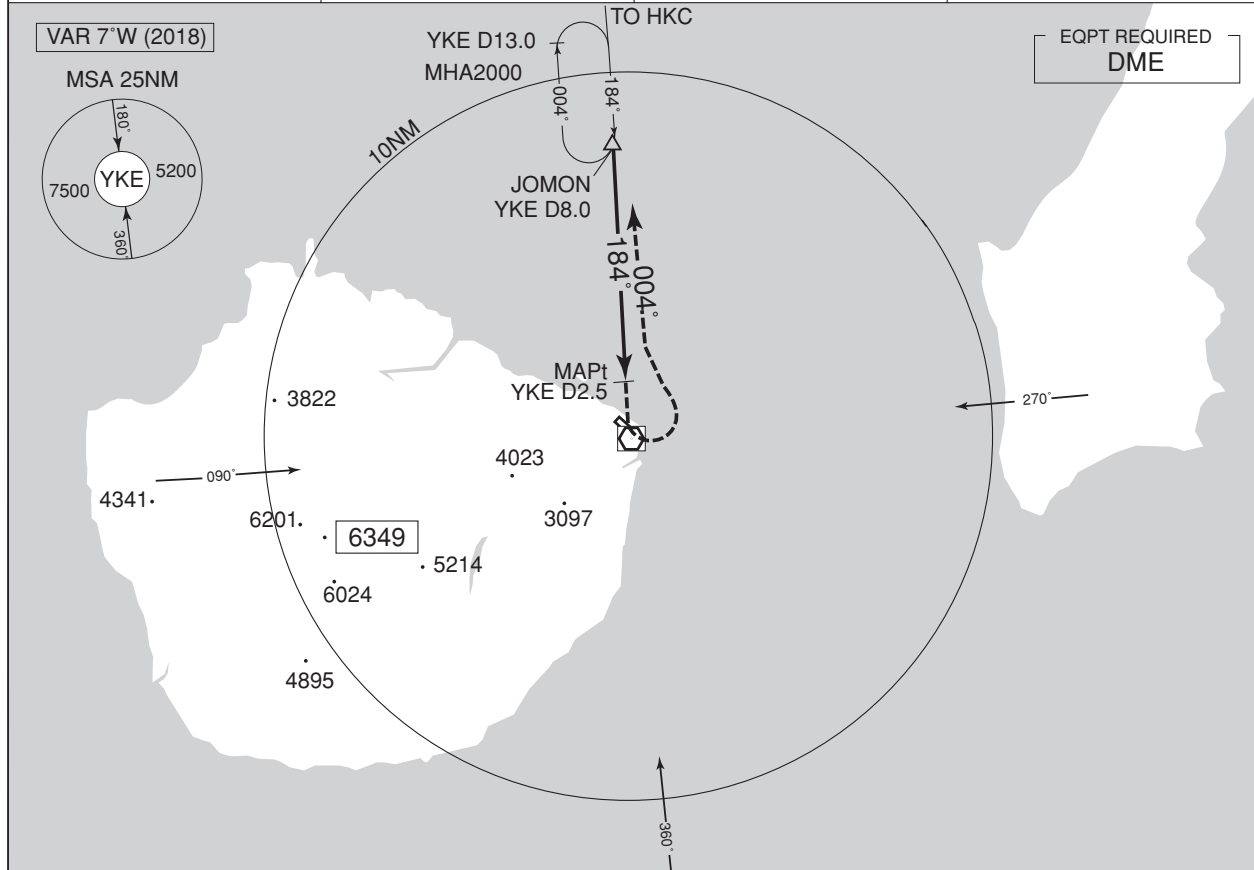 TO HKC
VAR 7˚W (2018)
YKE D13.0
MHA2000
EQPT REQUIRED
DME
MSA 25NM
180˚
YKE
7500
5200
360˚
004˚
184˚
10NM
JOMON
YKE D8.0
184˚
004˚
MAPt
YKE D2.5
3822
270˚
4023
090˚
4341
6201
3097
6349
5214
6024
4895
360˚